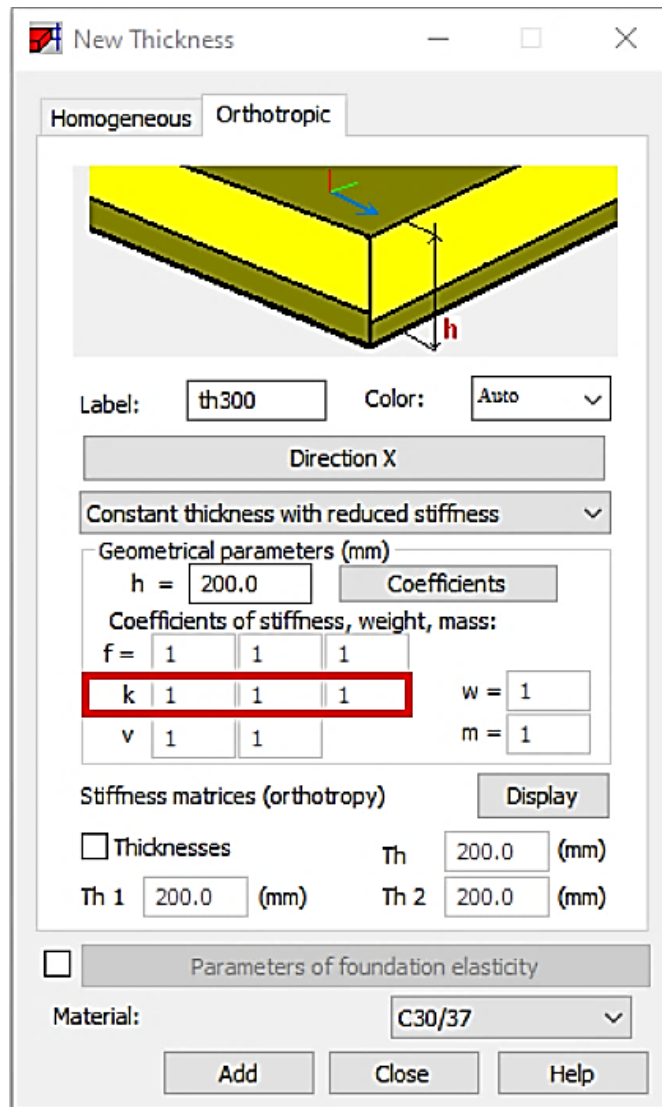 New Thickness
Homogeneous Orthotropic
h
Label: th300 Color: Auto
Direction X
Constant thickness with reduced stiffness
Geometrical parameters (mm)
h = 200.0 Coefficients
Coefficients of stiffness, weight, mass:
f = 1 1 1
k 1 1 1 w = 1
v 1 1 m = 1
Stiffness matrices (orthotropy) Display
Thicknesses Th 200.0 (mm)
Th 1 200.0 (mm) Th 2 200.0 (mm)
Parameters of foundation elasticity
Material: C30/37
Add Close Help